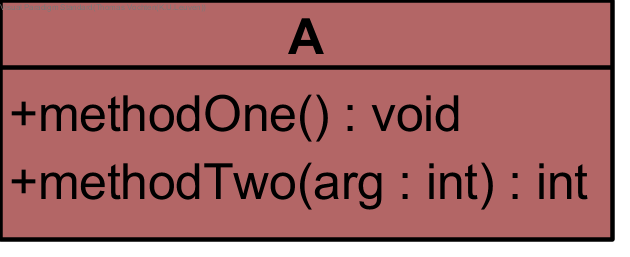 A
+methodOne() : void
+methodTwo(arg : int) : int